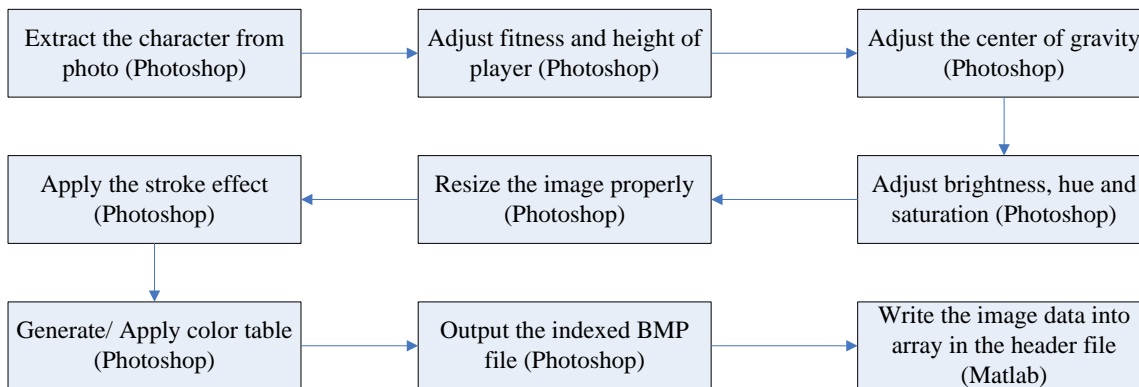 Extract the character from
photo (Photoshop)
Adjust fitness and height of
player (Photoshop)
Adjust the center of gravity
(Photoshop)
Apply the stroke effect
(Photoshop)
Resize the image properly
(Photoshop)
Adjust brightness, hue and
saturation (Photoshop)
Generate/ Apply color table
(Photoshop)
Output the indexed BMP
file (Photoshop)
Write the image data into
array in the header file
(Matlab)